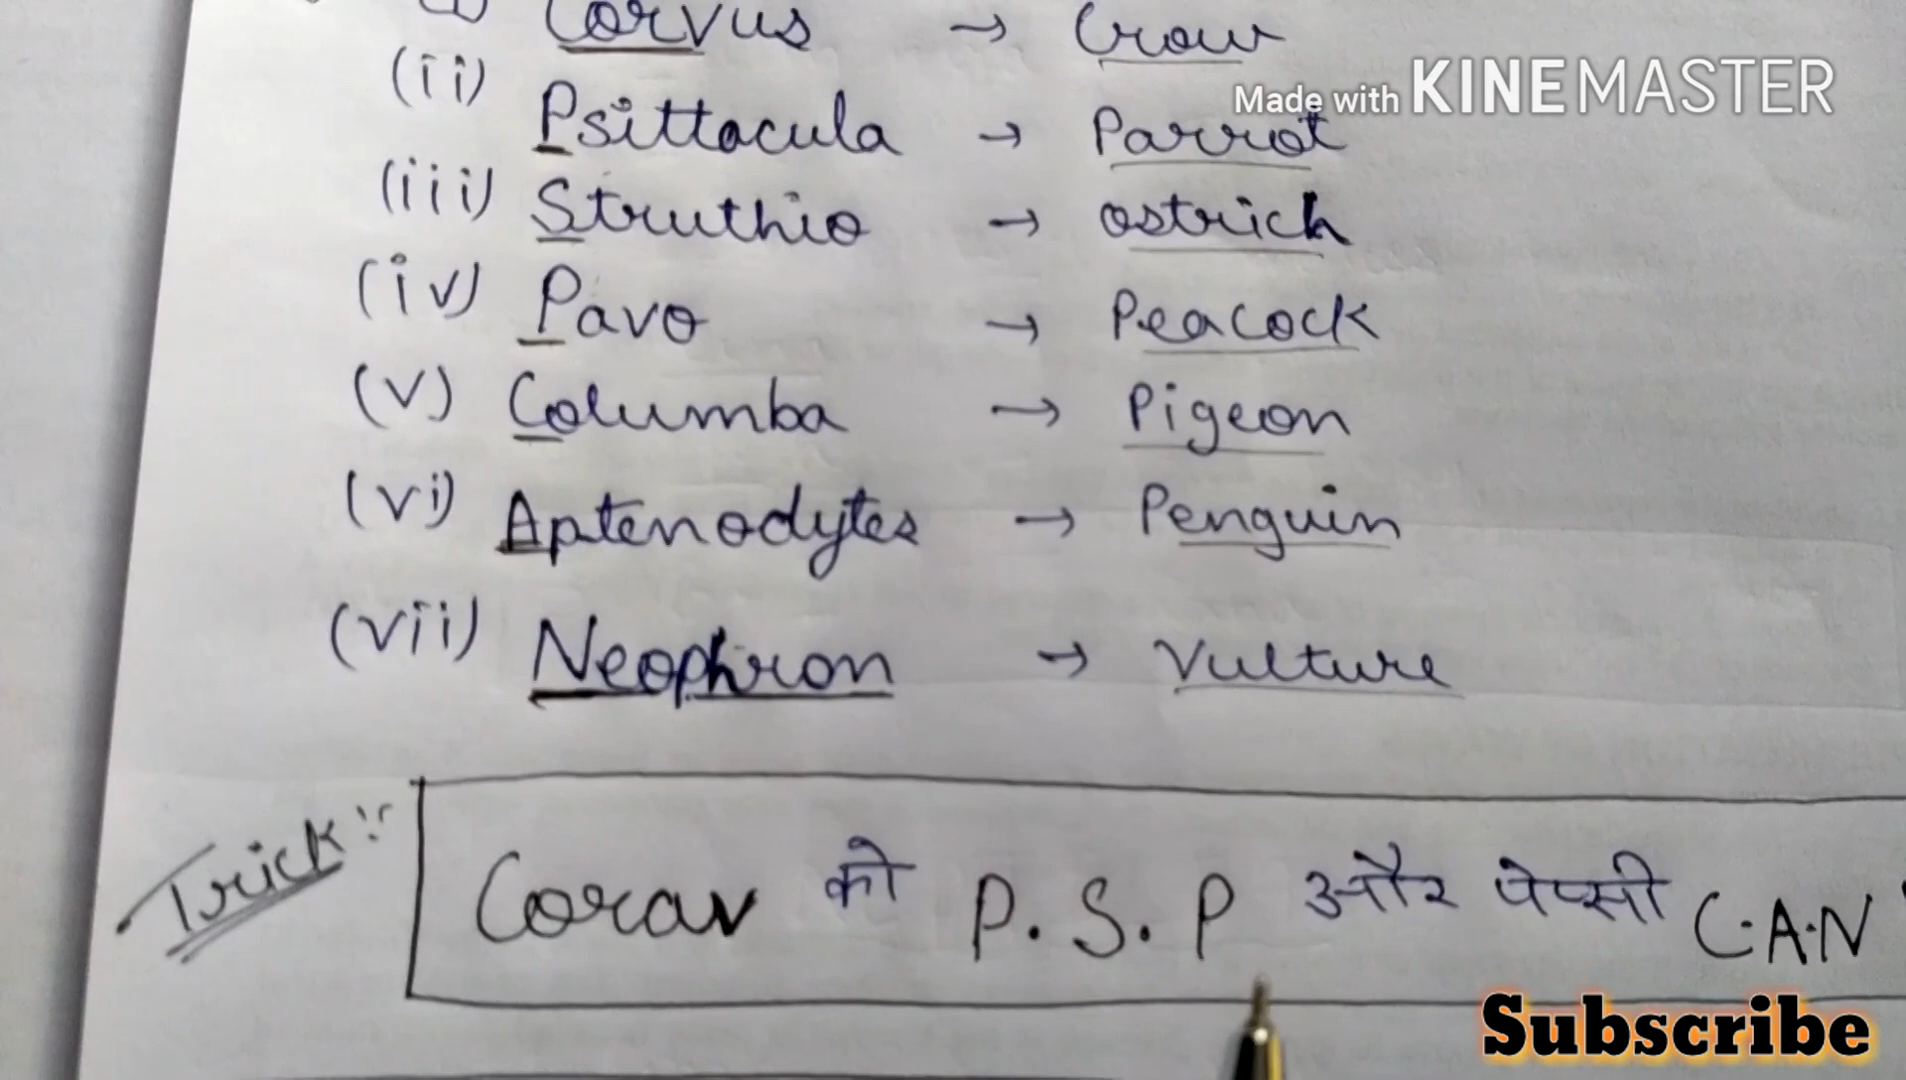 Corvus → Crow
Made with KINEMASTER
(ii) Psittacula → Parrot
(iii) Struthio → ostrich
(iv) Pavo → Peacock
(v) Columba → Pigeon
(vi) Aptenodytes → Penguin
(vii) Neophron → Vulture
Trick:- Corav को P.S.P और पेप्सी C.A.N
Subscribe